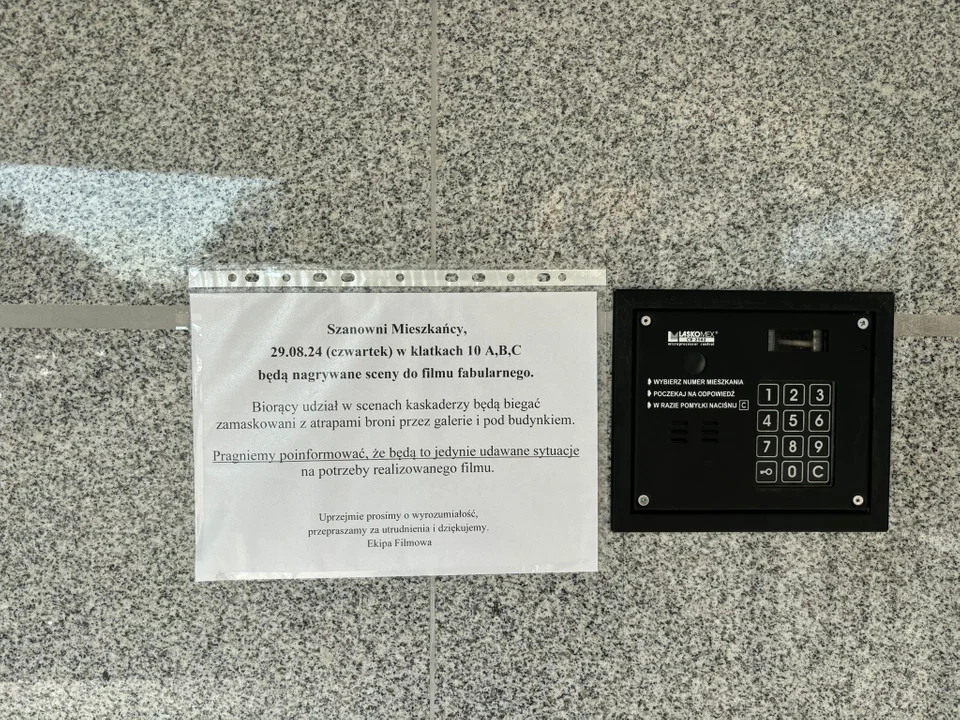 Szanowni Mieszkańcy,
29.08.24 (czwartek) w klatkach 10 A,B,C
będą nagrywane sceny do filmu fabularnego.
Biorący udział w scenach kaskaderzy będą biegać
zamaskowani z atrapami broni przez galerie i pod budynkiem.
Pragniemy poinformować, że będą to jedynie udawane sytuacje
na potrzeby realizowanego filmu.
Uprzejmie prosimy o wyrozumiałość,
przepraszamy za utrudnienia i dziękujemy.
Ekipa Filmowa
LASKOMEX®
microprocessor control
WYBIERZ NUMER MIESZKANIA
POCZEKAJ NA ODPOWIEDŹ
W RAZIE POMYŁKI NACIŚNIJ C
1 2 3
4 5 6
7 8 9
0 C